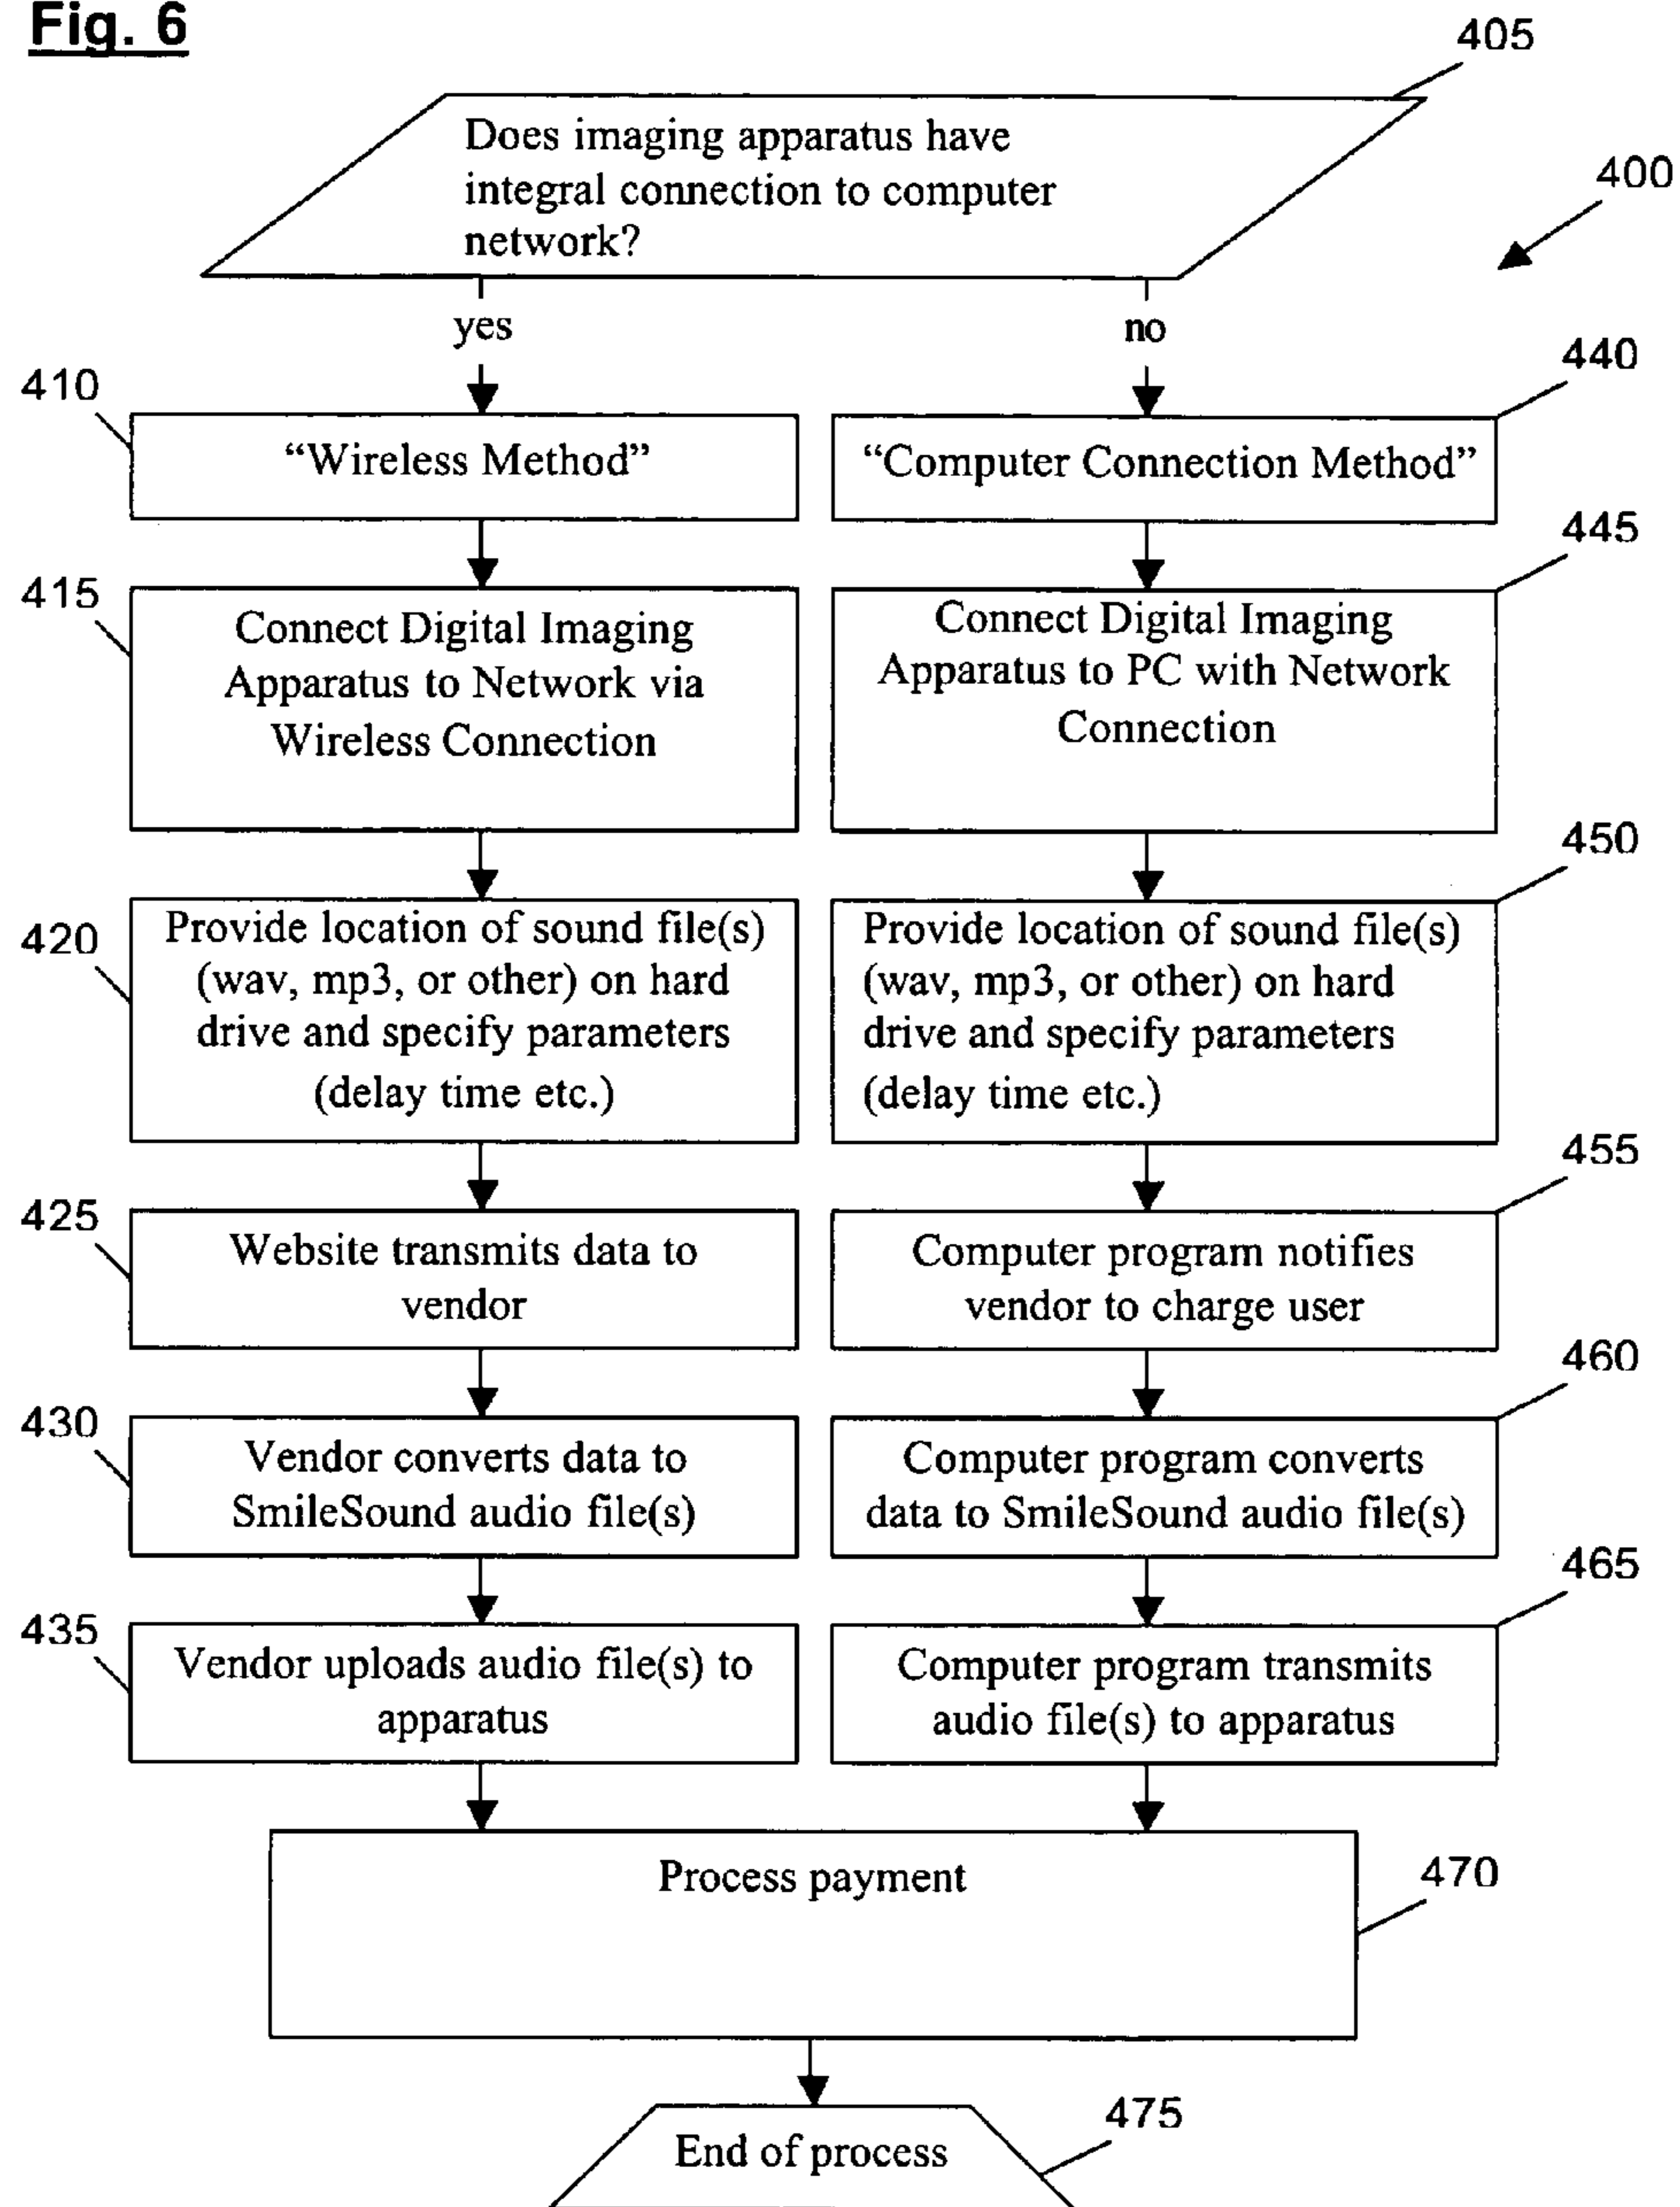 Fig. 6
405
Does imaging apparatus have
integral connection to computer
network?
400
yes
no
410
“Wireless Method”
440
“Computer Connection Method”
415
Connect Digital Imaging
Apparatus to Network via
Wireless Connection
445
Connect Digital Imaging
Apparatus to PC with Network
Connection
420
Provide location of sound file(s)
(wav, mp3, or other) on hard
drive and specify parameters
(delay time etc.)
450
Provide location of sound file(s)
(wav, mp3, or other) on hard
drive and specify parameters
(delay time etc.)
425
Website transmits data to
vendor
455
Computer program notifies
vendor to charge user
430
Vendor converts data to
SmileSound audio file(s)
460
Computer program converts
data to SmileSound audio file(s)
435
Vendor uploads audio file(s) to
apparatus
465
Computer program transmits
audio file(s) to apparatus
Process payment
470
475
End of process